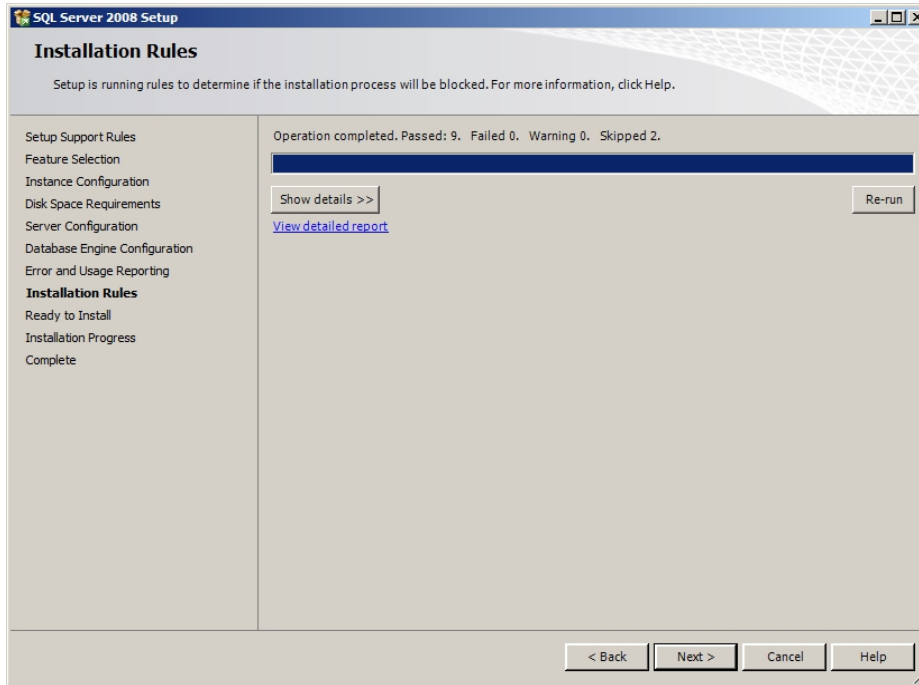 SQL Server 2008 Setup
Installation Rules
Setup is running rules to determine if the installation process will be blocked. For more information, click Help.
Setup Support Rules
Feature Selection
Instance Configuration
Disk Space Requirements
Server Configuration
Database Engine Configuration
Error and Usage Reporting
Installation Rules
Ready to Install
Installation Progress
Complete
Operation completed. Passed: 9. Failed 0. Warning 0. Skipped 2.
Show details >>
Re-run
View detailed report
< Back
Next >
Cancel
Help